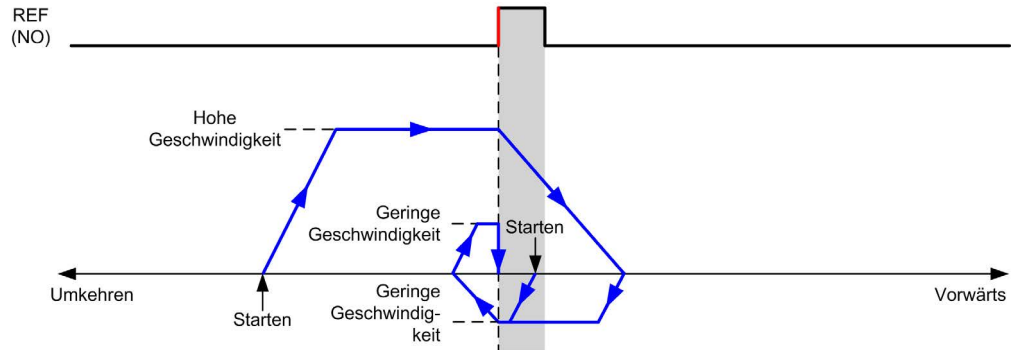 REF
(NO)
Hohe
Geschwindigkeit
Geringe
Geschwindigkeit
Starten
Umkehren
Starten
Geringe
Geschwindig-
keit
Vorwärts